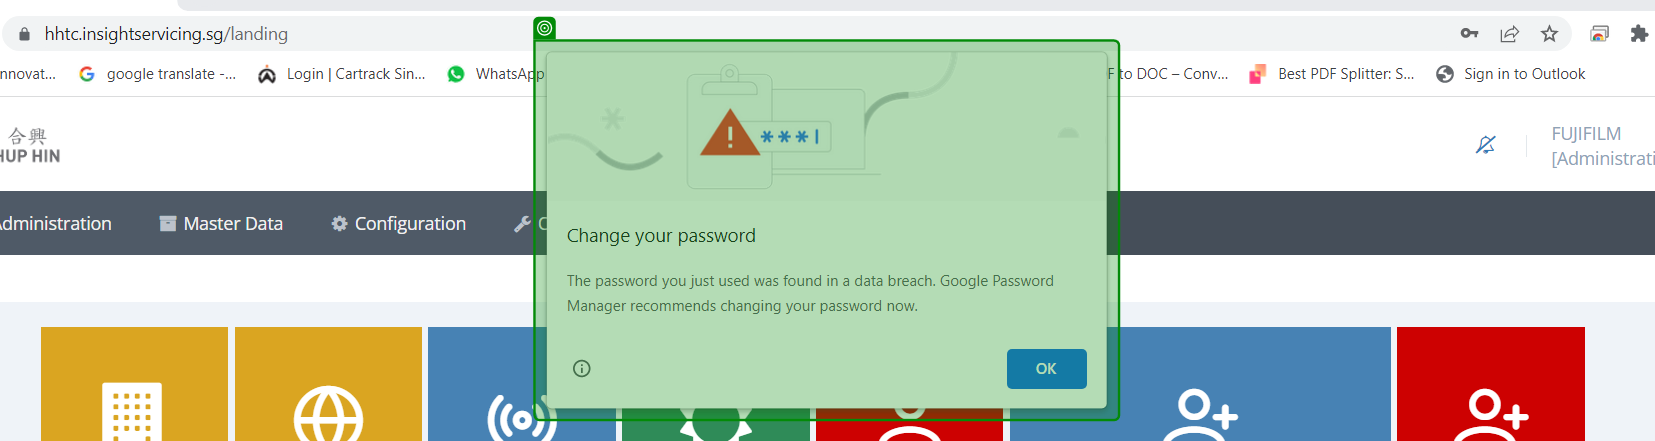 hhtc.insightservicing.sg/landing
nnovat... google translate -... Login | Cartrack Sin... WhatsApp F to DOC – Conv... Best PDF Splitter: S... Sign in to Outlook
合興
HUP HIN
FUJIFILM
[Administrati
***|
dministration Master Data Configuration
Change your password
The password you just used was found in a data breach. Google Password
Manager recommends changing your password now.
OK